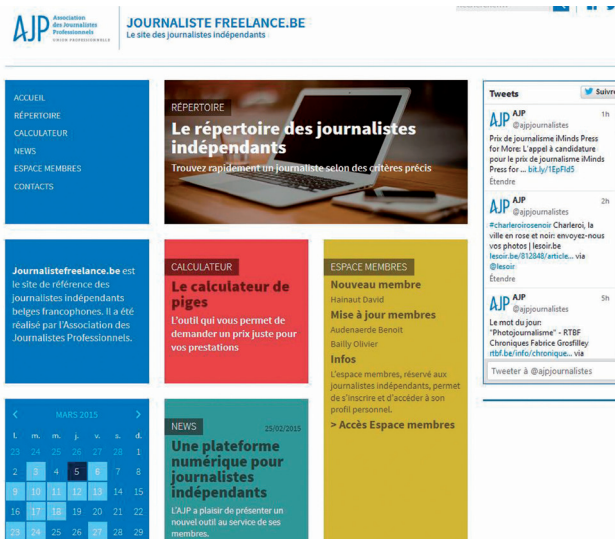 AJP
Association
des Journalistes
Professionnels
UNION PROFESSIONNELLE
JOURNALISTE FREELANCE.BE
Le site des journalistes indépendants
ACCUEIL
RÉPERTOIRE
CALCULATEUR
NEWS
ESPACE MEMBRES
CONTACTS
RÉPERTOIRE
Le répertoire des journalistes
indépendants
Trouvez rapidement un journaliste selon des critères précis
Journalistefreelance.be est
le site de référence des
journalistes indépendants
belges francophones. Il a été
réalisé par l'Association des
Journalistes Professionnels.
CALCULATEUR
Le calculateur de
piges
L'outil qui vous permet de
demander un prix juste pour
vos prestations
ESPACE MEMBRES
Nouveau membre
Hainaut David
Mise à jour membres
Audenaerde Benoit
Bailly Olivier
Infos
L'espace membres, réservé aux
journalistes indépendants, permet
de s'inscrire et d'accéder à son
profil personnel.
> Accès Espace membres
< MARS 2015 >
l. m. m. j. v. s. d.
23 24 25 26 27 28 1
2 3 4 5 6 7 8
9 10 11 12 13 14 15
16 17 18 19 20 21 22
23 24 25 26 27 28 29
NEWS 25/02/2015
Une plateforme
numérique pour
journalistes
indépendants
L'AJP a plaisir de présenter un
nouvel outil au service de ses
membres.
Tweets Suivre
AJP AJP 1h
@ajpjournalistes
Prix de journalisme iMinds Press
for More: L'appel à candidature
pour le prix de journalisme iMinds
Press for ... bit.ly/1EpFld5
Étendre
AJP AJP 2h
@ajpjournalistes
#charleroirosenoir Charleroi, la
ville en rose et noir: envoyez-nous
vos photos | lesoir.be
lesoir.be/812848/article... via
@lesoir
Étendre
AJP AJP 5h
@ajpjournalistes
Le mot du jour:
"Photojournalisme" - RTBF
Chroniques Fabrice Grosfilley
rtbf.be/info/chronique... via
Tweeter à @ajpjournalistes